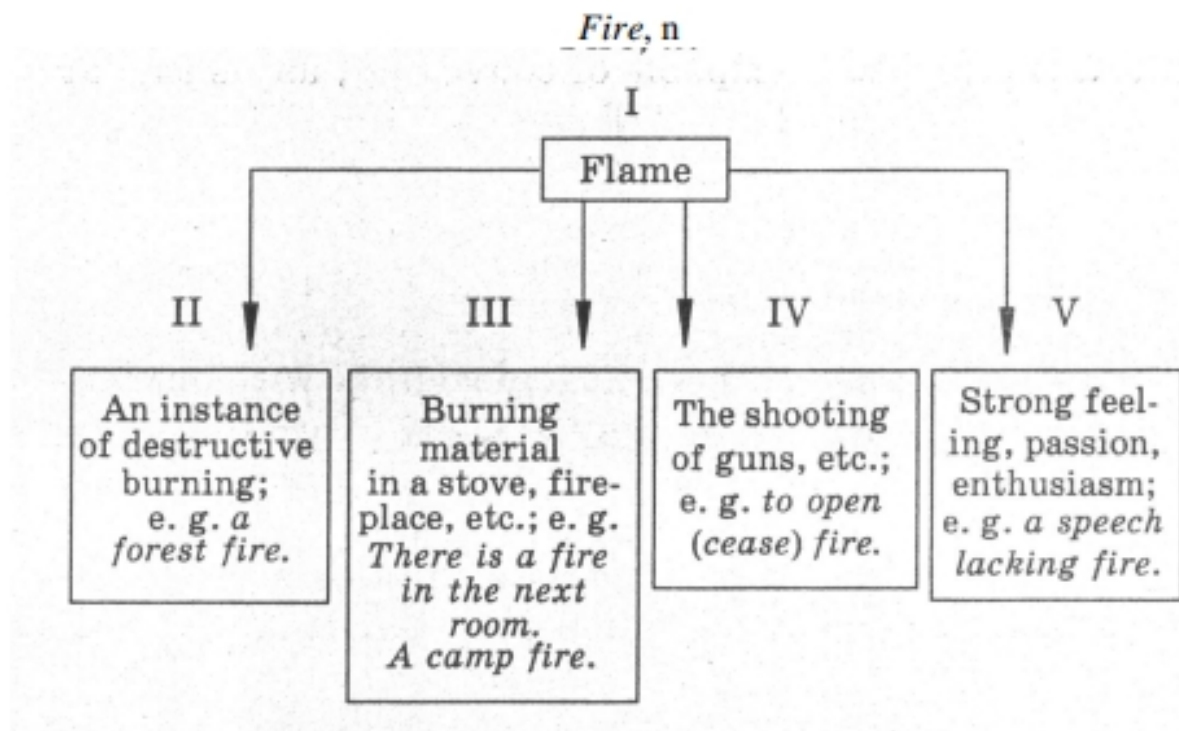 Fire, n
I
Flame
II
III
IV
V
An instance
of destructive
burning;
e. g. a
forest fire.
Burning
material
in a stove, fire-
place, etc.; e. g.
There is a fire
in the next
room.
A camp fire.
The shooting
of guns, etc.;
e. g. to open
(cease) fire.
Strong feel-
ing, passion,
enthusiasm;
e. g. a speech
lacking fire.